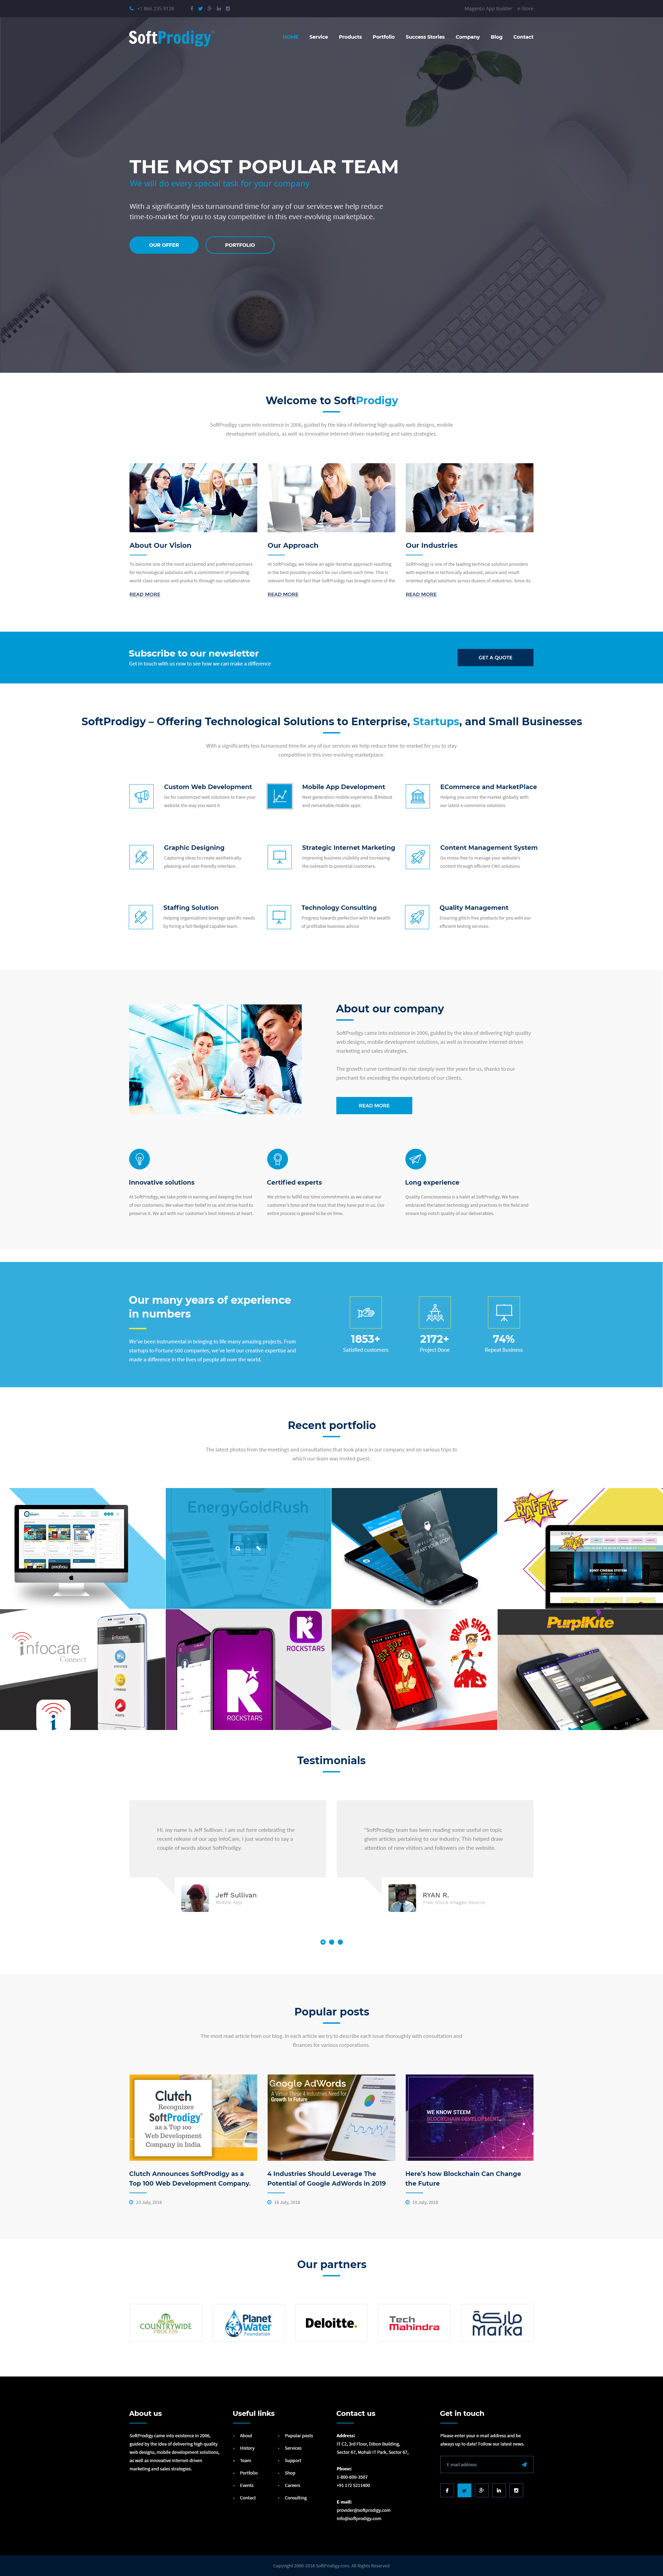 +1 866 235 9128
Magento App Builder e-Store
SoftProdigy
HOME Service Products Portfolio Success Stories Company Blog Contact
THE MOST POPULAR TEAM
We will do every special task for your company
With a significantly less turnaround time for any of our services we help reduce
time-to-market for you to stay competitive in this ever-evolving marketplace.
OUR OFFER PORTFOLIO
Welcome to SoftProdigy
SoftProdigy came into existence in 2006, guided by the idea of delivering high quality web designs, mobile
development solutions, as well as innovative internet-driven marketing and sales strategies.
About Our Vision
To become one of the most acclaimed and preferred partners
for technological solutions with a commitment of providing
world-class services and products through our collaborative
READ MORE
Our Approach
At SoftProdigy, we follow an agile iterative approach resulting
in the best possible product for our clients each time. This is
relevant from the fact that SoftProdigy has brought some of the
READ MORE
Our Industries
SoftProdigy is one of the leading technical solution providers
with expertise in technically advanced, secure and result
oriented digital solutions across dozens of industries. Since its
READ MORE
Subscribe to our newsletter
Get in touch with us now to see how we can make a difference
GET A QUOTE
SoftProdigy – Offering Technological Solutions to Enterprise, Startups, and Small Businesses
With a significantly less turnaround time for any of our services we help reduce time-to-market for you to stay
competitive in this ever-evolving marketplace.
Custom Web Development
Go for customized web solutions to have your
website the way you want it
Mobile App Development
Next generation mobile experience
and remarkable mobile apps.
ECommerce and MarketPlace
Helping you corner the market globally with
our latest e-commerce solutions
Graphic Designing
Capturing ideas to create aesthetically
pleasing and user-friendly interface.
Strategic Internet Marketing
Improving business visibility and increasing
the outreach to potential customers.
Content Management System
Go stress-free to manage your website's
content through efficient CMS solutions
Staffing Solution
Helping organizations leverage specific needs
by hiring a full-fledged capable team.
Technology Consulting
Progress towards perfection with the wealth
of profitable business advice
Quality Management
Ensuring glitch-free products for you with our
efficient testing services.
About our company
SoftProdigy came into existence in 2006, guided by the idea of delivering high quality
web designs, mobile development solutions, as well as innovative internet-driven
marketing and sales strategies.
The growth curve continued to rise steeply over the years for us, thanks to our
penchant for exceeding the expectations of our clients.
READ MORE
Innovative solutions
At SoftProdigy, we take pride in earning and keeping the trust
of our customers. We value their belief in us and strive hard to
preserve it. We act with our customer's best interests at heart.
Certified experts
We strive to fulfill our time commitments as we value our
customer's time and the trust that they have put in us. Our
entire process is geared to be on time.
Long experience
Quality Consciousness is a habit at SoftProdigy. We have
embraced the latest technology and practices in the field and
ensure top notch quality of our deliverables.
Our many years of experience
in numbers
We've been instrumental in bringing to life many amazing projects. From
startups to Fortune 500 companies, we've lent our creative expertise and
made a difference in the lives of people all over the world.
1853+
Satisfied customers
2172+
Project Done
74%
Repeat Business
Recent portfolio
The latest photos from the meetings and consultations that took place in our company and on various trips to
which our team was invited guest.
EnergyGoldRush
RAFFLE
infocare
Connect
ROCKSTARS
ROCKSTARS
BRAIN SHOTS
PurplKite
Testimonials
Hi, my name is Jeff Sullivan. I am out here celebrating the
recent release of our app InfoCare, I just wanted to say a
couple of words about SoftProdigy.
Jeff Sullivan
Mobile App
"SoftProdigy team has been reading some useful on topic
given articles pertaining to our industry. This helped draw
attention of new visitors and followers on the website.
RYAN R.
Free Stock Images Source
Popular posts
The most read article from our blog. In each article we try to describe each issue thoroughly with consultation and
finances for various corporations.
Clutch
Recognizes
SoftProdigy
as a Top 100
Web Development
Company in India
Clutch Announces SoftProdigy as a
Top 100 Web Development Company.
23 July, 2018
Google AdWords
A Virtue These 4 Industries Need for
Growth In Future
4 Industries Should Leverage The
Potential of Google AdWords in 2019
18 July, 2018
WE KNOW STEEM
BLOCKCHAIN DEVELOPMENT.
Here's how Blockchain Can Change
the Future
10 July, 2018
Our partners
COUNTRYWIDE
PROCESS
Planet
Water
Foundation
Deloitte.
Tech
Mahindra
ماركة
marka
About us
SoftProdigy came into existence in 2006,
guided by the idea of delivering high quality
web designs, mobile development solutions,
as well as innovative internet-driven
marketing and sales strategies.
Useful links
About
History
Team
Portfolio
Events
Contact
Popular posts
Services
Support
Shop
Careers
Consulting
Contact us
Address:
IT C2, 3rd Floor, Dibon Building,
Sector 67, Mohali IT Park, Sector 67,
Phone:
1-800-600-3507
+91 172 5211400
E-mail:
provider@softprodigy.com
info@softprodigy.com
Get in touch
Please enter your e-mail address and be
always up to date! Follow our latest news.
E-mail address
Copyright 2006-2018 SoftProdigy.com. All Rights Reserved